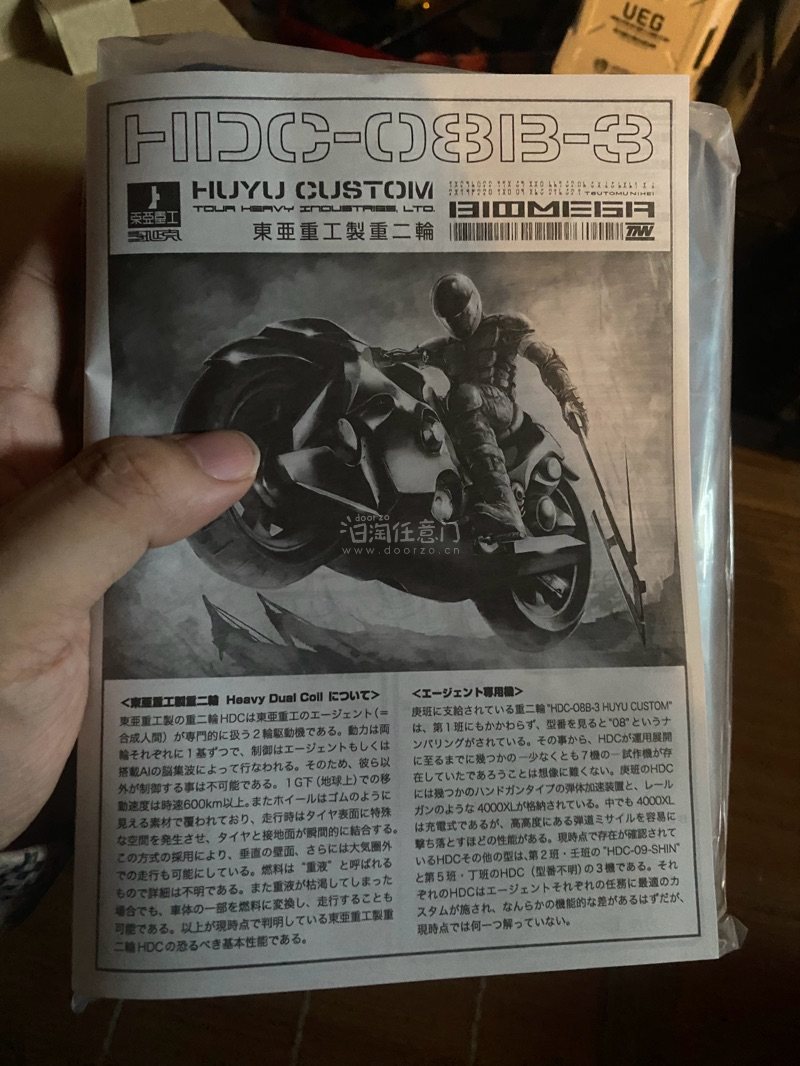 UEG
HDC-08B-3
HUYU CUSTOM
TOUA HEAVY INDUSTRIES, LTD.
東亜重工
東亜重工製重二輪
TSUTOMU NIHEI
BIOMEGA
doorzo
任意门
www.doorzo.cn
<東亜重工製重二輪 Heavy Dual Coil について>
東亜重工製の重二輪HDCは東亜重工のエージェント(=
合成人間)が専門的に扱う2輪駆動機である。動力は両
輪それぞれに1基ずつで、制御はエージェントもしくは
搭載AIの脳集波によって行なわれる。そのため、彼ら以
外が制御する事は不可能である。1G下(地球上)での移
動速度は時速600km以上。またホイールはゴムのように
見える素材で覆われており、走行時はタイヤ表面に特殊
な空間を発生させ、タイヤと接地面が瞬間的に結合する。
この方式の採用により、垂直の壁面、さらには大気圏外
での走行も可能にしている。燃料は"重液"と呼ばれる
もので詳細は不明である。また重液が枯渇してしまった
場合でも、車体の一部を燃料に変換し、走行することも
可能である。以上が現時点で判明している東亜重工製重
二輪HDCの恐るべき基本性能である。
<エージェント専用機>
庚班に支給されている重二輪"HDC-08B-3 HUYU CUSTOM"
は、第1班にもかかわらず、型番を見ると"08"というナ
ンバリングがされている。その事から、HDCが運用展開
に至るまでに幾つかの一少なくとも7機の一試作機が存
在していたであろうことは想像に難くない。庚班のHDC
には幾つかのハンドガンタイプの弾体加速装置と、レール
ガンのような4000XLが格納されている。中でも4000XL
は充電式であるが、高高度にある弾道ミサイルを容易に
撃ち落とすほどの性能がある。現時点で存在が確認されて
いるHDCその他の型は、第2班・壬班の"HDC-09-SHIN"
と第5班・丁班のHDC(型番不明)の3機である。それ
ぞれのHDCはエージェントそれぞれの任務に最適のカ
スタムが施され、なんらかの機能的な差があるはずだが、
現時点では何一つ解っていない。